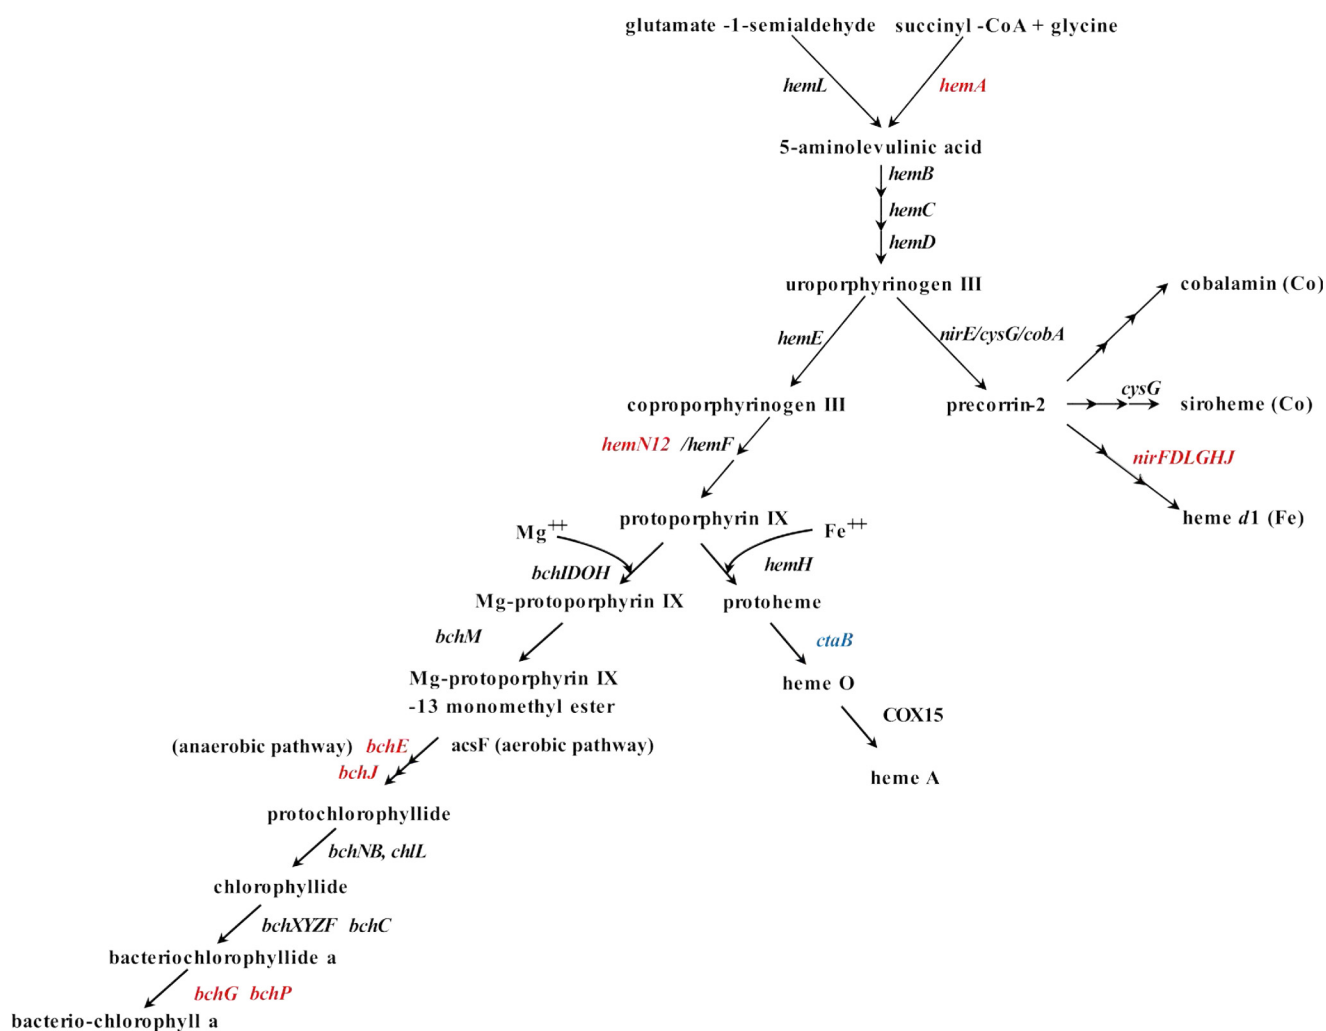 glutamate -1-semialdehyde succinyl -CoA + glycine
hemL hemA
5-aminolevulinic acid
hemB
hemC
hemD
uroporphyrinogen III cobalamin (Co)
hemE nirE/cysG/cobA
cysG
coproporphyrinogen III precorrin-2 siroheme (Co)
hemN12 /hemF nirFDLGHJ
protoporphyrin IX heme d1 (Fe)
Mg++ Fe++
bchIDOH hemH
Mg-protoporphyrin IX protoheme
bchM ctaB
Mg-protoporphyrin IX heme O
-13 monomethyl ester COX15
(anaerobic pathway) bchE acsF (aerobic pathway)
bchJ heme A
protochlorophyllide
bchNB, chlL
chlorophyllide
bchXYZF bchC
bacteriochlorophyllide a
bchG bchP
bacterio-chlorophyll a